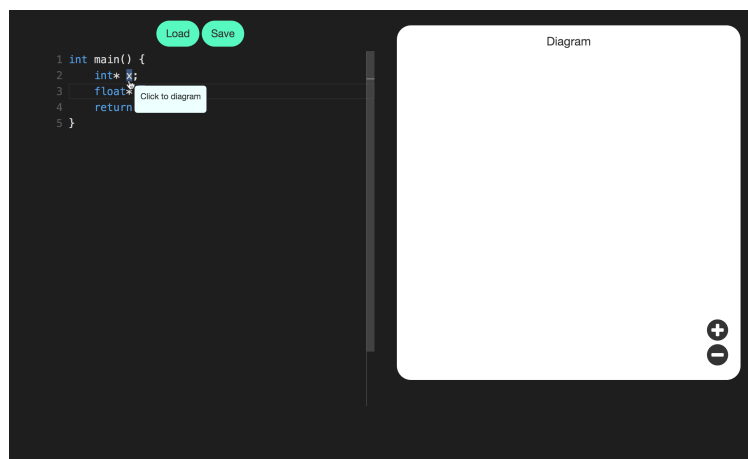 Load Save
Diagram
1 int main() {
2 int* x;
3 float*
Click to diagram
4 return
5 }